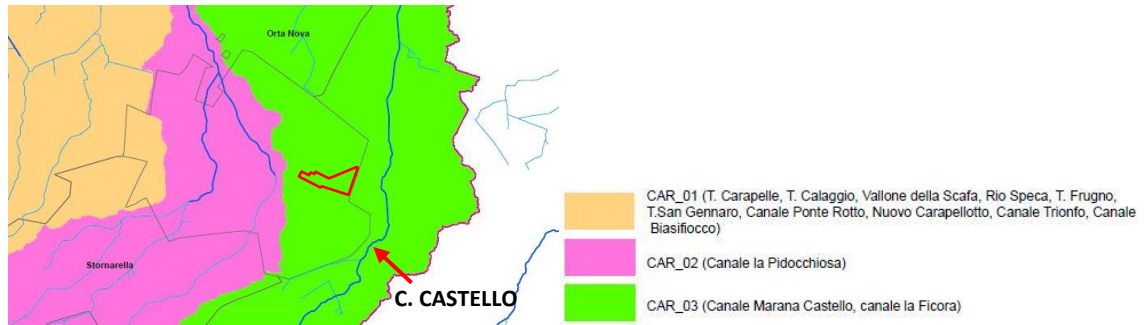 Orta Nova
Stornarella
C. CASTELLO
CAR_01 (T. Carapelle, T. Calaggio, Vallone della Scafa, Rio Speca, T. Frugno,
T.San Gennaro, Canale Ponte Rotto, Nuovo Carapellotto, Canale Trionfo, Canale
Biasifiocco)
CAR_02 (Canale la Pidocchiosa)
CAR_03 (Canale Marana Castello, canale la Ficora)